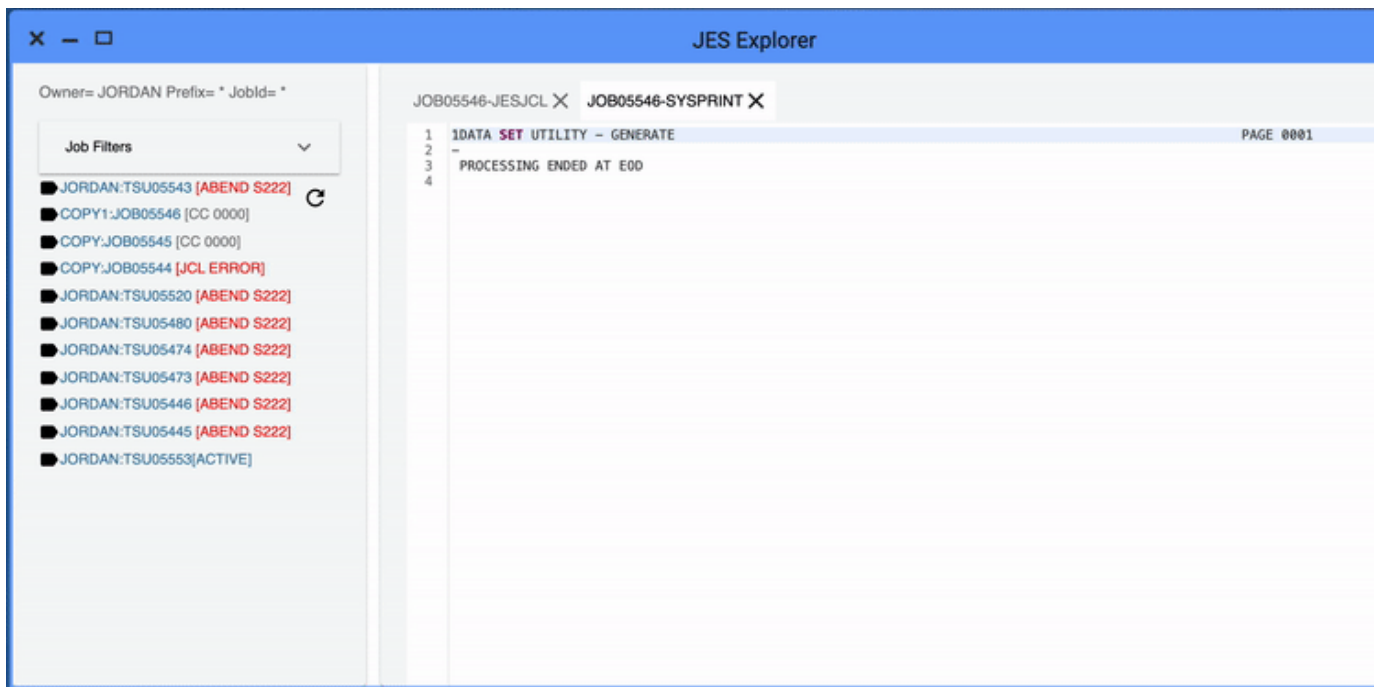 JES Explorer
Owner= JORDAN Prefix= * JobId= *
Job Filters
JORDAN:TSU05543 [ABEND S222]
COPY1:JOB05546 [CC 0000]
COPY:JOB05545 [CC 0000]
COPY:JOB05544 [JCL ERROR]
JORDAN:TSU05520 [ABEND S222]
JORDAN:TSU05480 [ABEND S222]
JORDAN:TSU05474 [ABEND S222]
JORDAN:TSU05473 [ABEND S222]
JORDAN:TSU05446 [ABEND S222]
JORDAN:TSU05445 [ABEND S222]
JORDAN:TSU05553[ACTIVE]
JOB05546-JESJCL JOB05546-SYSPRINT
1 1DATA SET UTILITY - GENERATE PAGE 0001
2 -
3 PROCESSING ENDED AT EOD
4